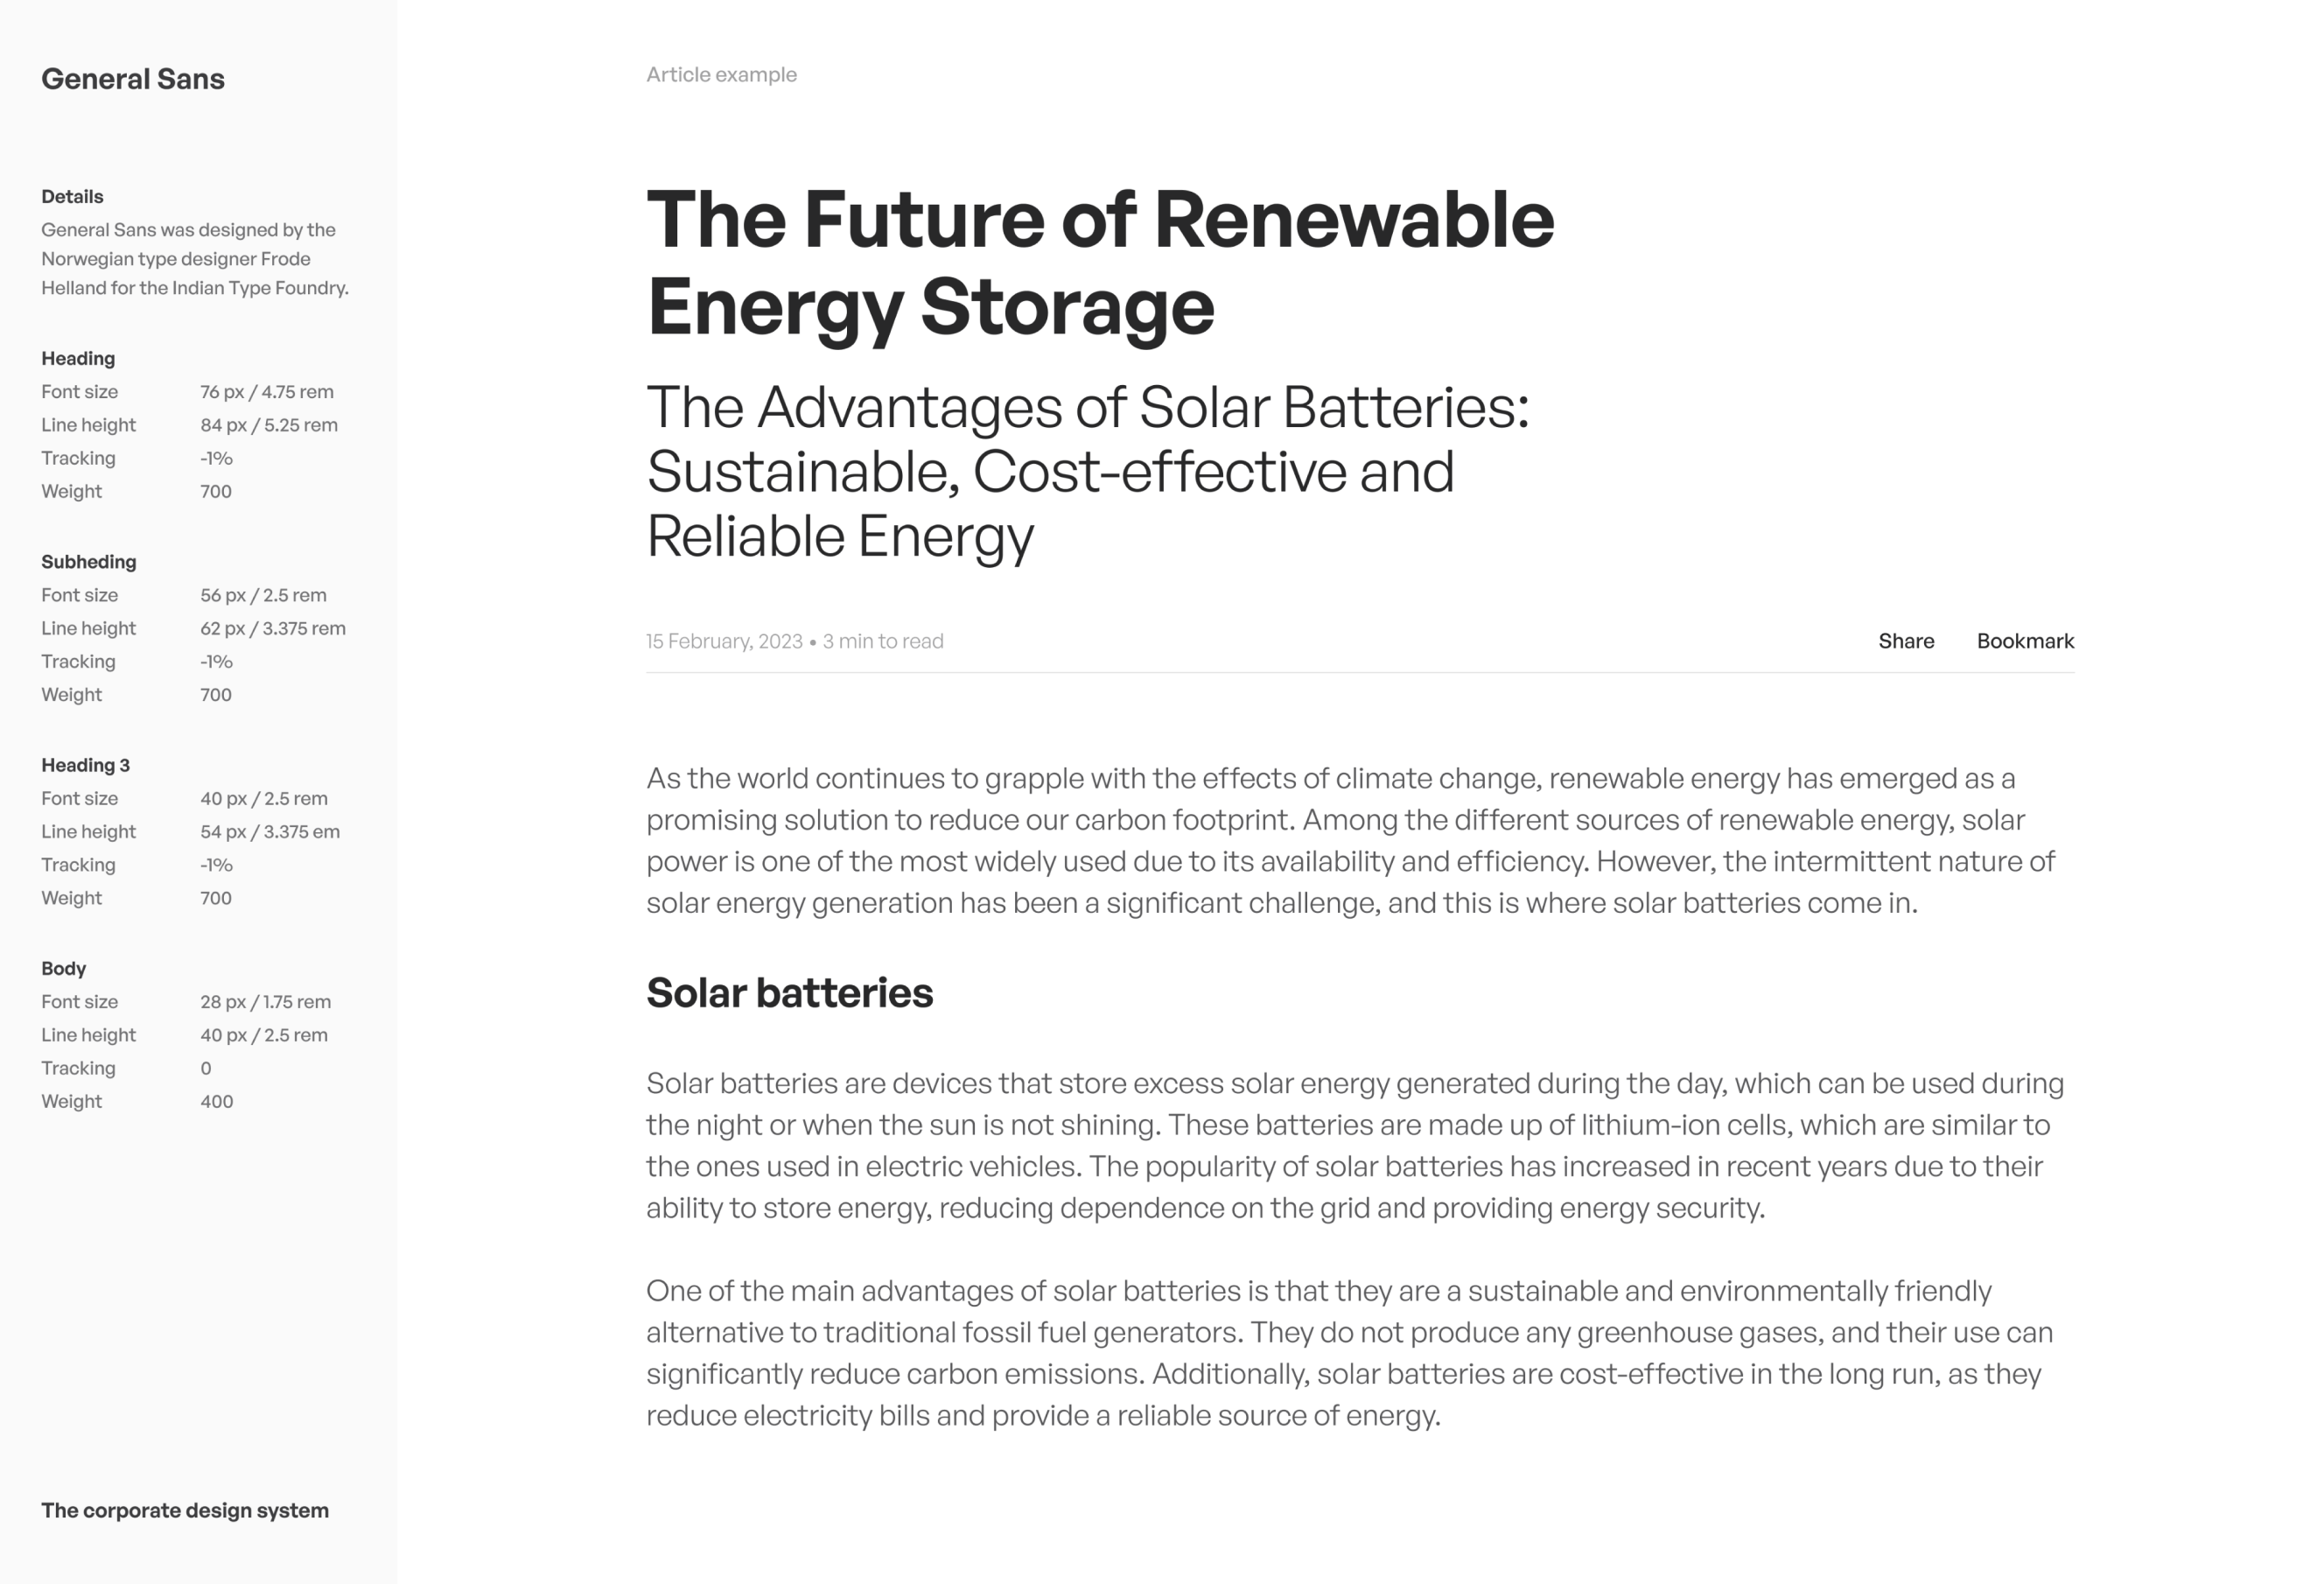 General Sans
Details
General Sans was designed by the
Norwegian type designer Frode
Helland for the Indian Type Foundry.
Heading
Font size 76 px / 4.75 rem
Line height 84 px / 5.25 rem
Tracking -1%
Weight 700
Subheding
Font size 56 px / 2.5 rem
Line height 62 px / 3.375 rem
Tracking -1%
Weight 700
Heading 3
Font size 40 px / 2.5 rem
Line height 54 px / 3.375 em
Tracking -1%
Weight 700
Body
Font size 28 px / 1.75 rem
Line height 40 px / 2.5 rem
Tracking 0
Weight 400
The corporate design system
Article example
The Future of Renewable
Energy Storage
The Advantages of Solar Batteries:
Sustainable, Cost-effective and
Reliable Energy
15 February, 2023 • 3 min to read Share Bookmark
As the world continues to grapple with the effects of climate change, renewable energy has emerged as a
promising solution to reduce our carbon footprint. Among the different sources of renewable energy, solar
power is one of the most widely used due to its availability and efficiency. However, the intermittent nature of
solar energy generation has been a significant challenge, and this is where solar batteries come in.
Solar batteries
Solar batteries are devices that store excess solar energy generated during the day, which can be used during
the night or when the sun is not shining. These batteries are made up of lithium-ion cells, which are similar to
the ones used in electric vehicles. The popularity of solar batteries has increased in recent years due to their
ability to store energy, reducing dependence on the grid and providing energy security.
One of the main advantages of solar batteries is that they are a sustainable and environmentally friendly
alternative to traditional fossil fuel generators. They do not produce any greenhouse gases, and their use can
significantly reduce carbon emissions. Additionally, solar batteries are cost-effective in the long run, as they
reduce electricity bills and provide a reliable source of energy.